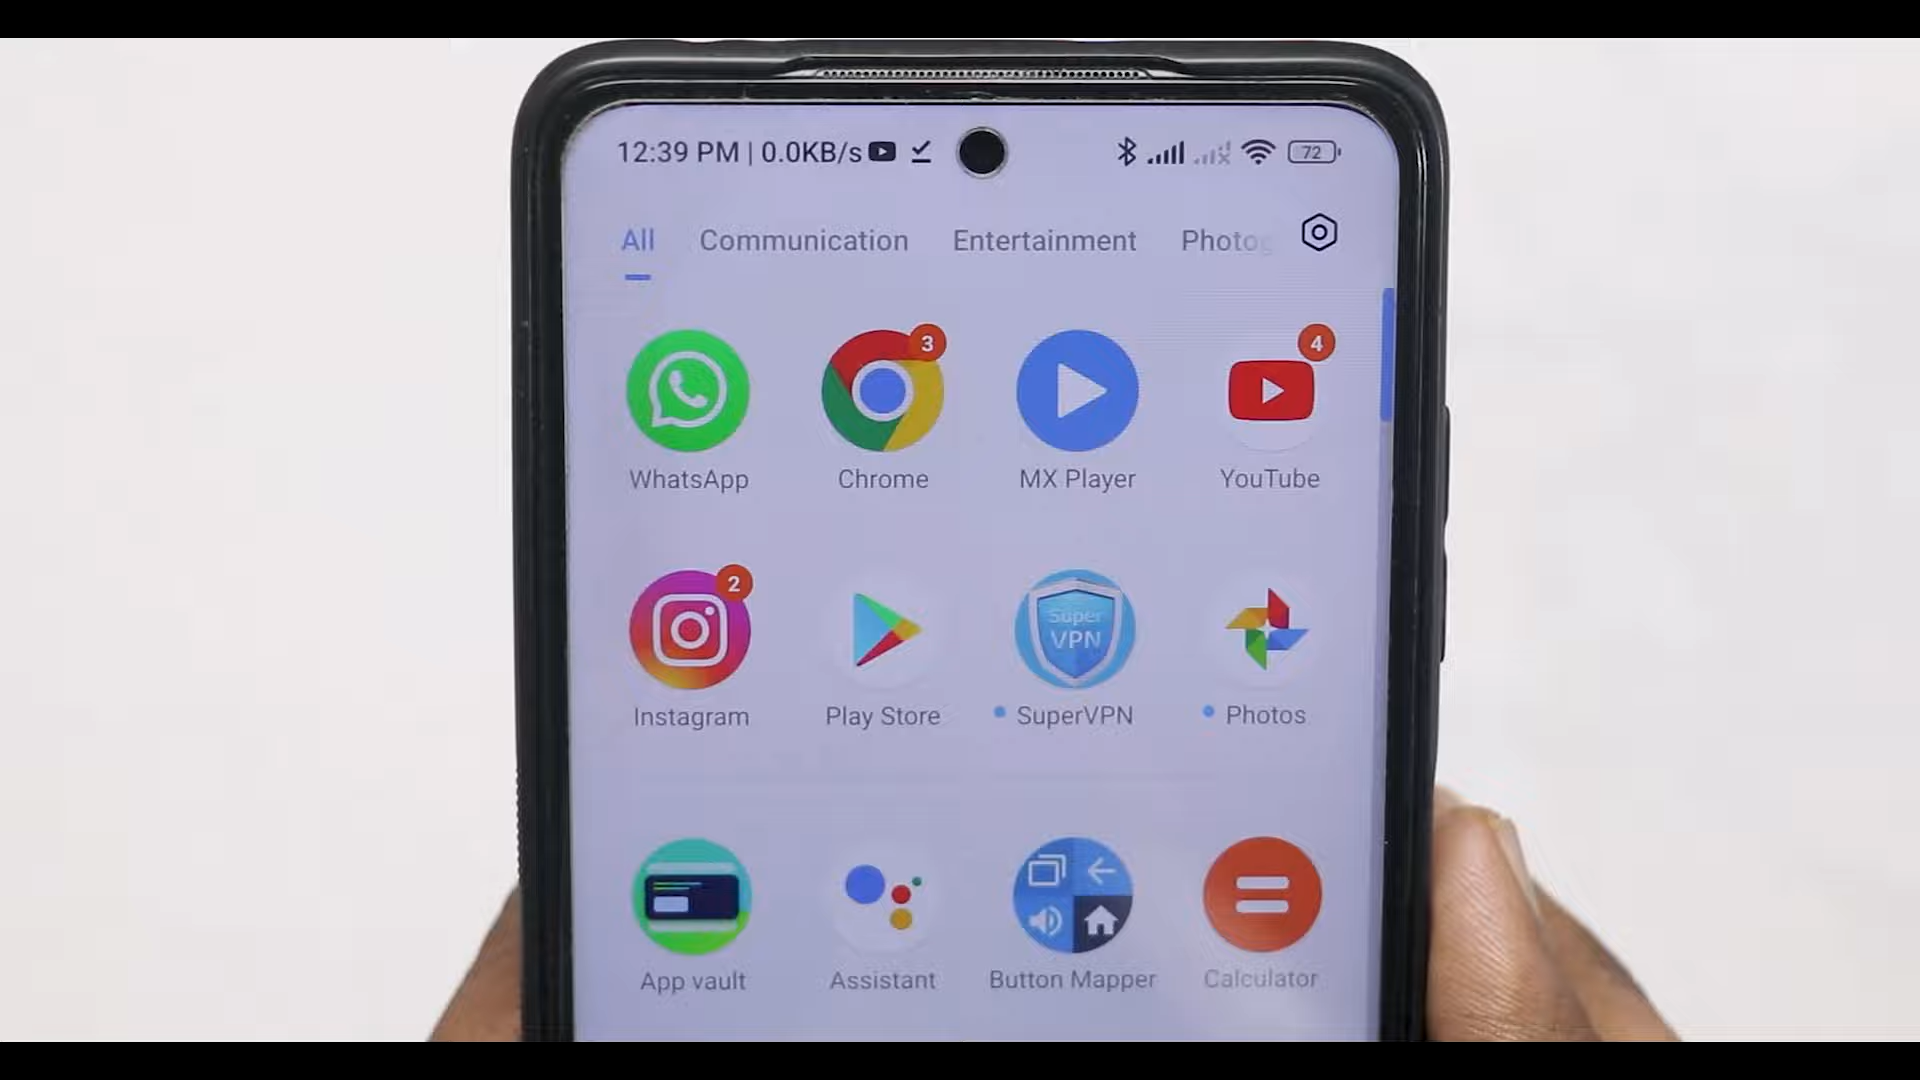 12:39 PM | 0.0KB/s 72
All Communication Entertainment Photog
3 4
WhatsApp Chrome MX Player YouTube
2
Super
VPN
Instagram Play Store SuperVPN Photos
App vault Assistant Button Mapper Calculator